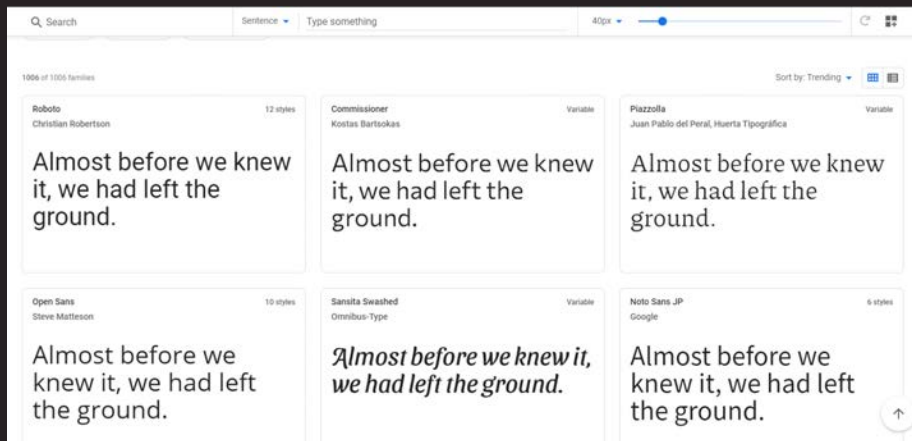 Search
Sentence
Type something
40px
1006 of 1006 families
Sort by: Trending
Roboto
12 styles
Christian Robertson
Almost before we knew
it, we had left the
ground.
Commissioner
Variable
Kostas Bartsokas
Almost before we knew
it, we had left the
ground.
Piazzolla
Variable
Juan Pablo del Peral, Huerta Tipográfica
Almost before we knew
it, we had left the
ground.
Open Sans
10 styles
Steve Matteson
Almost before we
knew it, we had left
the ground.
Sansita Swashed
Variable
Omnibus-Type
Almost before we knew it,
we had left the ground.
Noto Sans JP
6 styles
Google
Almost before we
knew it, we had left
the ground.